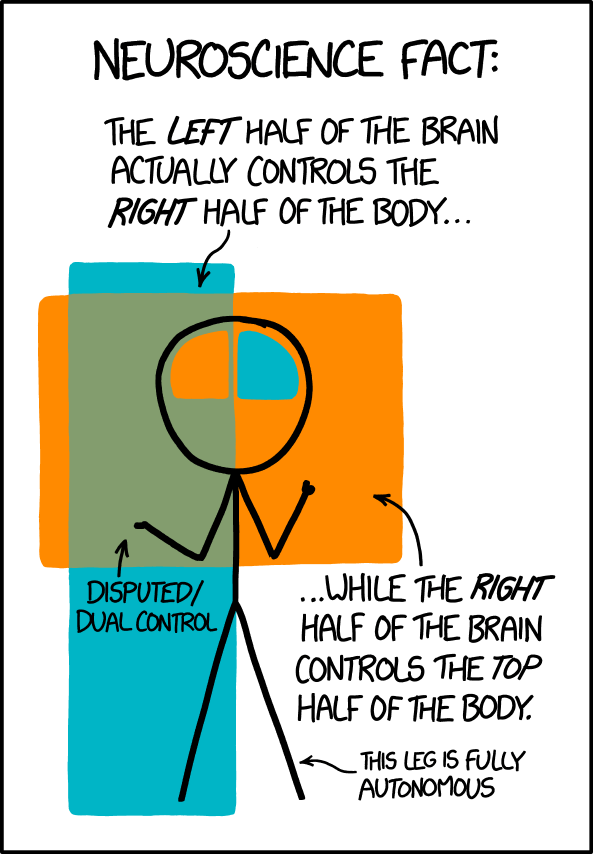 NEUROSCIENCE FACT:
THE LEFT HALF OF THE BRAIN
ACTUALLY CONTROLS THE
RIGHT HALF OF THE BODY...
DISPUTED/
DUAL CONTROL
...WHILE THE RIGHT
HALF OF THE BRAIN
CONTROLS THE TOP
HALF OF THE BODY.
THIS LEG IS FULLY
AUTONOMOUS